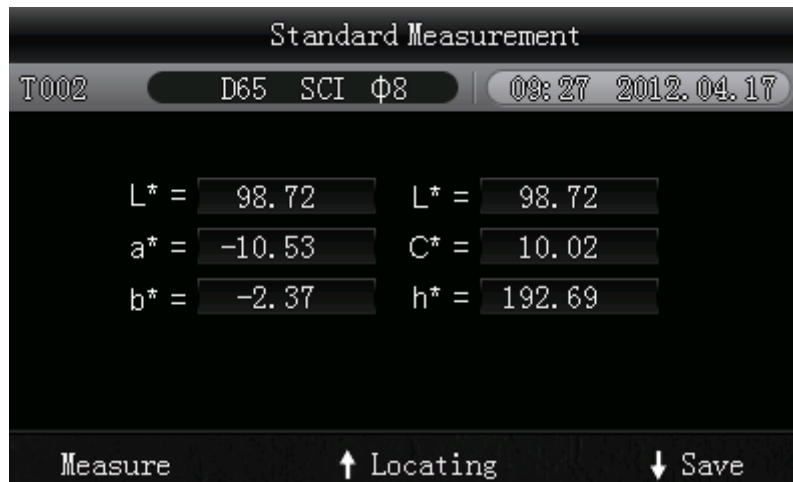 Standard Measurement
T002 D65 SCI Φ8 09:27 2012.04.17
L* = 98.72 L* = 98.72
a* = -10.53 C* = 10.02
b* = -2.37 h* = 192.69
Measure ↑ Locating ↓ Save